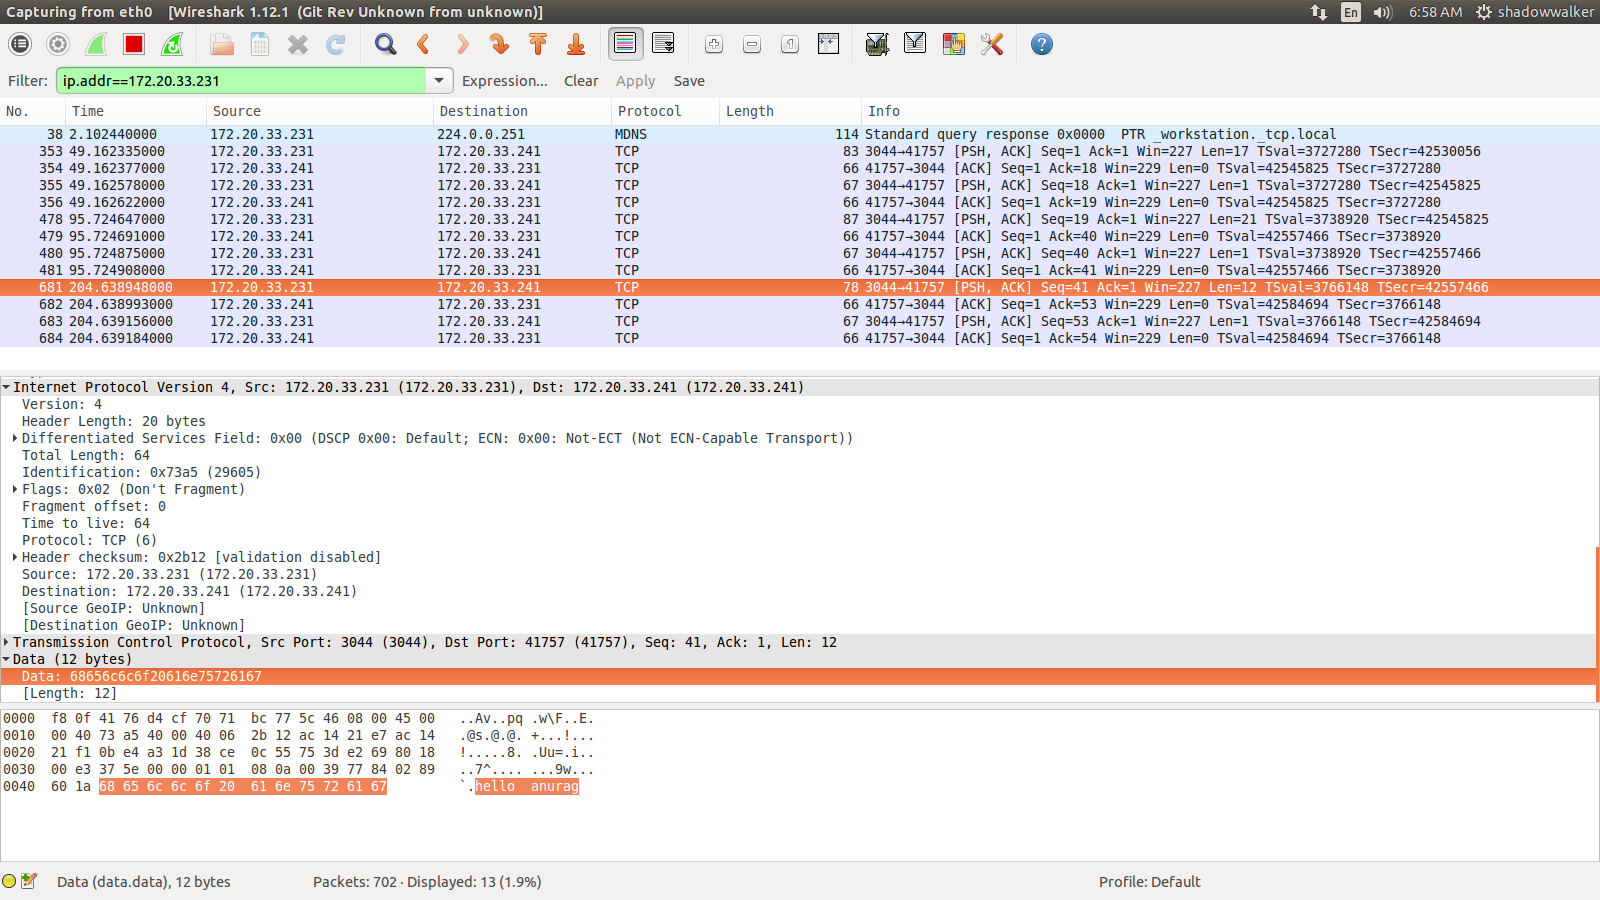 Capturing from eth0   [Wireshark 1.12.1  (Git Rev Unknown from unknown)]
En 6:58 AM shadowwalker
Filter: ip.addr==172.20.33.231 Expression... Clear Apply Save
No. Time Source Destination Protocol Length Info
38 2.102440000 172.20.33.231 224.0.0.251 MDNS 114 Standard query response 0x0000  PTR _workstation._tcp.local
353 49.162335000 172.20.33.231 172.20.33.241 TCP 83 3044→41757 [PSH, ACK] Seq=1 Ack=1 Win=227 Len=17 TSval=3727280 TSecr=42530056
354 49.162377000 172.20.33.241 172.20.33.231 TCP 66 41757→3044 [ACK] Seq=1 Ack=18 Win=229 Len=0 TSval=42545825 TSecr=3727280
355 49.162578000 172.20.33.231 172.20.33.241 TCP 67 3044→41757 [PSH, ACK] Seq=18 Ack=1 Win=227 Len=1 TSval=3727280 TSecr=42545825
356 49.162622000 172.20.33.241 172.20.33.231 TCP 66 41757→3044 [ACK] Seq=1 Ack=19 Win=229 Len=0 TSval=42545825 TSecr=3727280
478 95.724647000 172.20.33.231 172.20.33.241 TCP 87 3044→41757 [PSH, ACK] Seq=19 Ack=1 Win=227 Len=21 TSval=3738920 TSecr=42545825
479 95.724691000 172.20.33.241 172.20.33.231 TCP 66 41757→3044 [ACK] Seq=1 Ack=40 Win=229 Len=0 TSval=42557466 TSecr=3738920
480 95.724875000 172.20.33.231 172.20.33.241 TCP 67 3044→41757 [PSH, ACK] Seq=40 Ack=1 Win=227 Len=1 TSval=3738920 TSecr=42557466
481 95.724908000 172.20.33.241 172.20.33.231 TCP 66 41757→3044 [ACK] Seq=1 Ack=41 Win=229 Len=0 TSval=42557466 TSecr=3738920
681 204.638948000 172.20.33.231 172.20.33.241 TCP 78 3044→41757 [PSH, ACK] Seq=41 Ack=1 Win=227 Len=12 TSval=3766148 TSecr=42557466
682 204.638993000 172.20.33.241 172.20.33.231 TCP 66 41757→3044 [ACK] Seq=1 Ack=53 Win=229 Len=0 TSval=42584694 TSecr=3766148
683 204.639156000 172.20.33.231 172.20.33.241 TCP 67 3044→41757 [PSH, ACK] Seq=53 Ack=1 Win=227 Len=1 TSval=3766148 TSecr=42584694
684 204.639184000 172.20.33.241 172.20.33.231 TCP 66 41757→3044 [ACK] Seq=1 Ack=54 Win=229 Len=0 TSval=42584694 TSecr=3766148
Internet Protocol Version 4, Src: 172.20.33.231 (172.20.33.231), Dst: 172.20.33.241 (172.20.33.241)
Version: 4
Header Length: 20 bytes
Differentiated Services Field: 0x00 (DSCP 0x00: Default; ECN: 0x00: Not-ECT (Not ECN-Capable Transport))
Total Length: 64
Identification: 0x73a5 (29605)
Flags: 0x02 (Don't Fragment)
Fragment offset: 0
Time to live: 64
Protocol: TCP (6)
Header checksum: 0x2b12 [validation disabled]
Source: 172.20.33.231 (172.20.33.231)
Destination: 172.20.33.241 (172.20.33.241)
[Source GeoIP: Unknown]
[Destination GeoIP: Unknown]
Transmission Control Protocol, Src Port: 3044 (3044), Dst Port: 41757 (41757), Seq: 41, Ack: 1, Len: 12
Data (12 bytes)
Data: 68656c6c6f20616e75726167
[Length: 12]
0000  f8 0f 41 76 d4 cf 70 71  bc 77 5c 46 08 00 45 00   ..Av..pq .w\F..E.
0010  00 40 73 a5 40 00 40 06  2b 12 ac 14 21 e7 ac 14   .@s.@.@. +...!...
0020  21 f1 0b e4 a3 1d 38 ce  0c 55 75 3d e2 69 80 18   !.....8. .Uu=.i..
0030  00 e3 37 5e 00 00 01 01  08 0a 00 39 77 84 02 89   ..7^.... ...9w...
0040  60 1a 68 65 6c 6c 6f 20  61 6e 75 72 61 67   `.hello  anurag
Data (data.data), 12 bytes Packets: 702 · Displayed: 13 (1.9%) Profile: Default